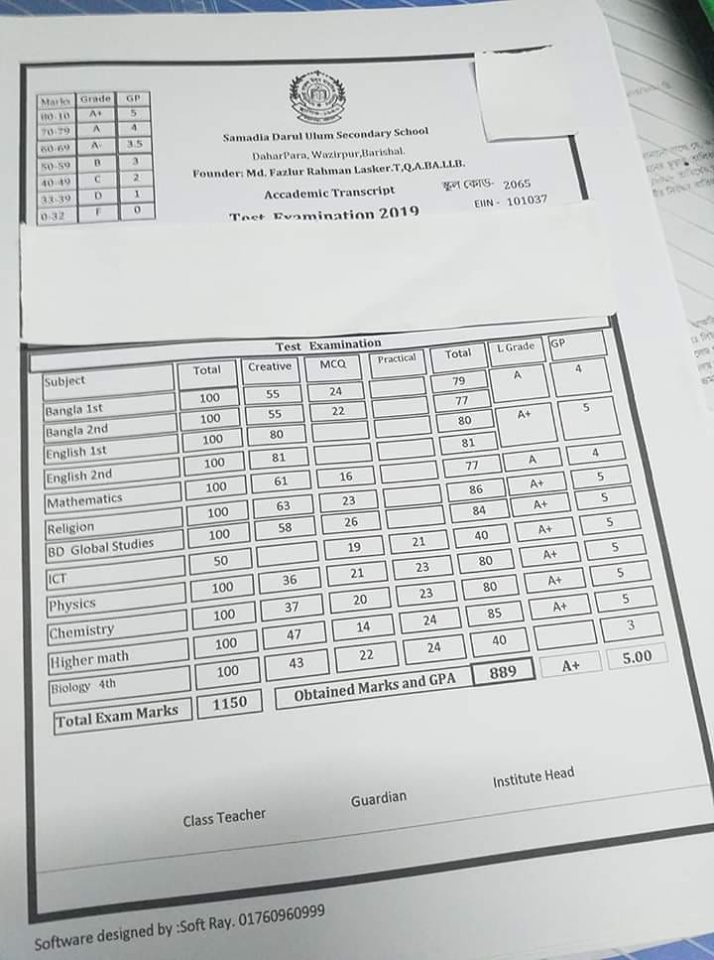 Marks Grade GP
80-10 A+ 5
70-79 A 4
60-69 A- 3.5
50-59 B 3
40-49 C 2
33-39 D 1
0-32 F 0
Samadia Darul Ulum Secondary School
DaharPara, Wazirpur,Barishal.
Founder: Md. Fazlur Rahman Lasker.T,Q,A.BA.LLB.
Accademic Transcript
স্কুল কোড- 2065
Test Examination 2019
EIIN - 101037
Test Examination
Subject Total Creative MCQ Practical Total L Grade GP
Bangla 1st 100 55 24 79 A 4
Bangla 2nd 100 55 22 77
English 1st 100 80 80 A+ 5
English 2nd 100 81 81
Mathematics 100 61 16 77 A 4
Religion 100 63 23 86 A+ 5
BD Global Studies 100 58 26 84 A+ 5
ICT 50 19 21 40 A+ 5
Physics 100 36 21 23 80 A+ 5
Chemistry 100 37 20 23 80 A+ 5
Higher math 100 47 14 24 85 A+ 5
Biology 4th 100 43 22 24 40 3
Total Exam Marks 1150 Obtained Marks and GPA 889 A+ 5.00
Class Teacher Guardian Institute Head
Software designed by :Soft Ray. 01760960999